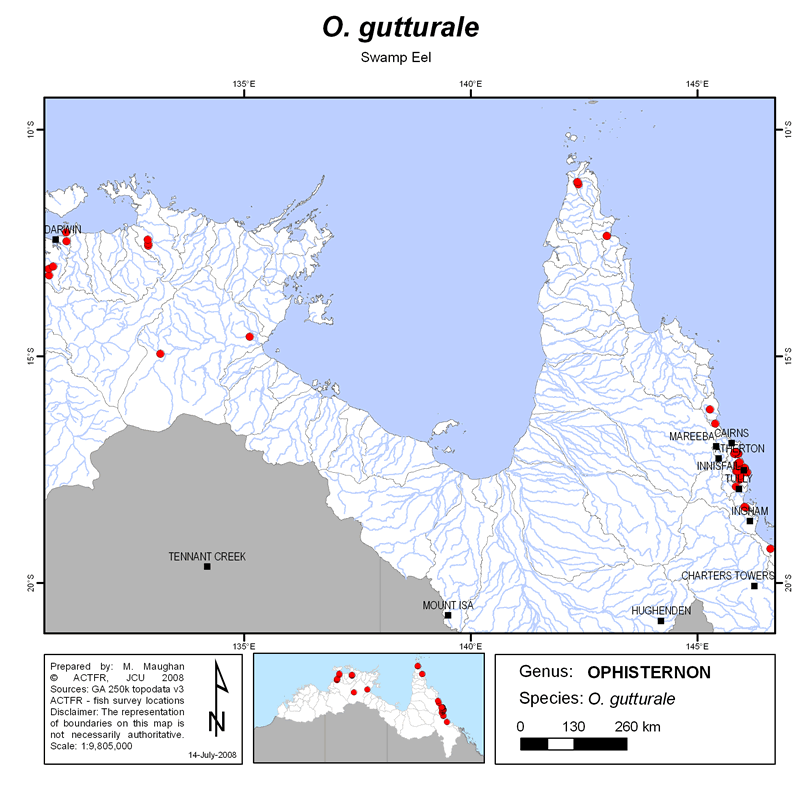 O. gutturale
Swamp Eel
135°E
140°E
145°E
10°S
10°S
DARWIN
15°S
15°S
MAREEBA
CAIRNS
ATHERTON
INNISFAIL
TULLY
INGHAM
TENNANT CREEK
CHARTERS TOWERS
20°S
20°S
MOUNT ISA
HUGHENDEN
135°E
140°E
145°E
Prepared by: M. Maughan
© ACTFR, JCU 2008
Sources: GA 250k topodata v3
ACTFR - fish survey locations
Disclaimer: The representation
of boundaries on this map is
not necessarily authoritative.
Scale: 1:9,805,000
N
14-July-2008
Genus: OPHISTERNON
Species: O. gutturale
0 130 260 km